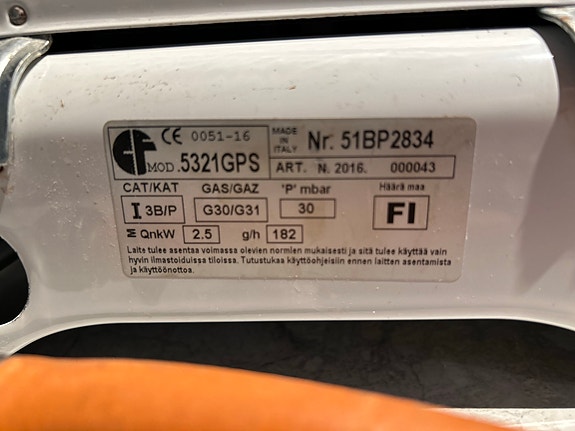 CF CE 0051-16
MOD.5321GPS
MADE IN ITALY
Nr. 51BP2834
ART. N. 2016. 000043
CAT/KAT GAS/GAZ 'P' mbar Häärä maa
I 3B/P G30/G31 30 FI
Σ QnkW 2.5 g/h 182
Laits tulee asentaa voimassa olevien normien mukaisesti ja sitä tulee käyttää vain
hyvin ilmastoiduissa tiloissa. Tutustukaa käyttöohjeisiin ennen laitten asentamista
ja käyttöönottoa.